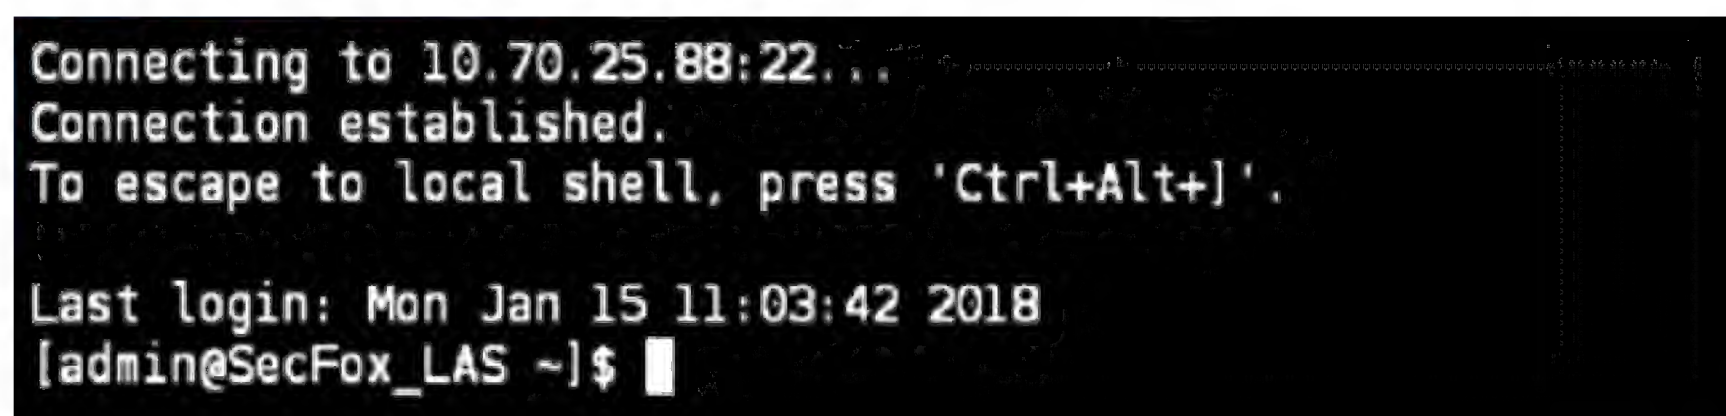 Connecting to 10.70.25.88:22...
Connection established.
To escape to local shell, press 'Ctrl+Alt+]'.
Last login: Mon Jan 15 11:03:42 2018
[admin@SecFox_LAS ~]$